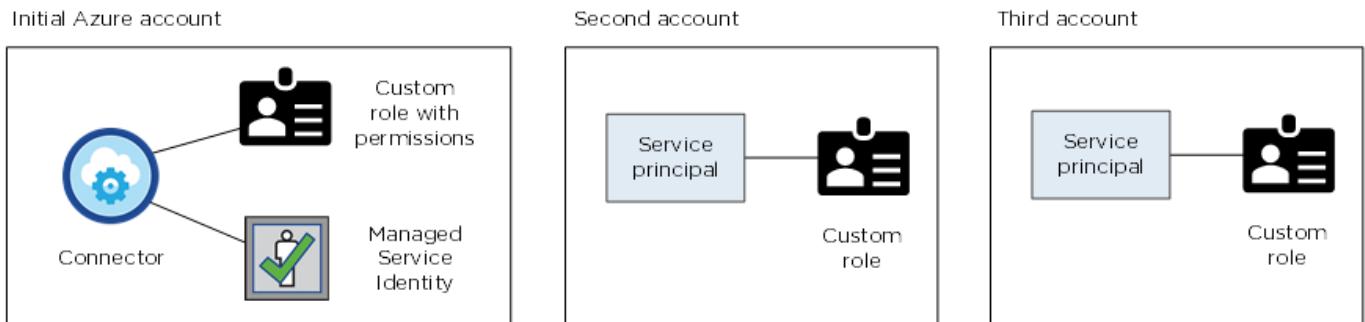 Initial Azure account
Second account
Third account
Custom
role with
permissions
Connector
Managed
Service
Identity
Service
principal
Custom
role
Service
principal
Custom
role